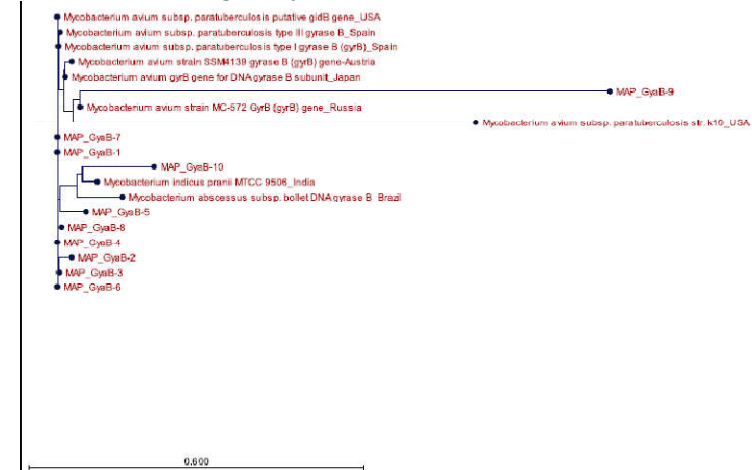 Mycobacterium avium subsp. paratuberculosis putative gidB gene_USA
Mycobacterium avium subsp. paratuberculosis type III gyrase B_Spain
Mycobacterium avium subsp. paratuberculosis type I gyrase B (gyrB)_Spain
Mycobacterium avium strain SSM4139 gyrase B (gyrB) gene-Austria
Mycobacterium avium gyrB gene for DNA gyrase B subunit_Japan
MAP_GyaB-9
Mycobacterium avium strain MC-572 GyrB (gyrB) gene_Russia
Mycobacterium avium subsp. paratuberculosis str. k10_USA
MAP_GyaB-7
MAP_GyaB-1
MAP_GyaB-10
Mycobacterium indicus pranii MTCC 9506_India
Mycobacterium abscessus subsp. bollet DNA gyrase B_Brazil
MAP_GyaB-5
MAP_GyaB-8
MAP_GyaB-4
MAP_GyaB-2
MAP_GyaB-3
MAP_GyaB-6
0.600